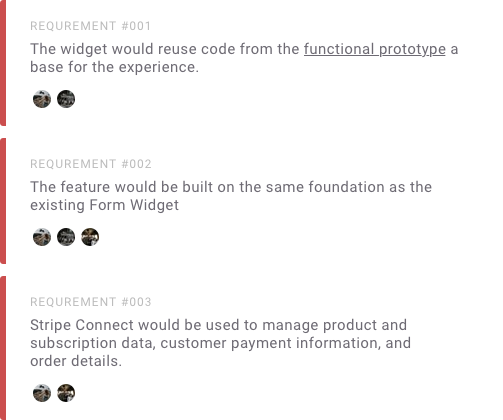 REQUREMENT #001
The widget would reuse code from the functional prototype a
base for the experience.
REQUREMENT #002
The feature would be built on the same foundation as the
existing Form Widget
REQUREMENT #003
Stripe Connect would be used to manage product and
subscription data, customer payment information, and
order details.